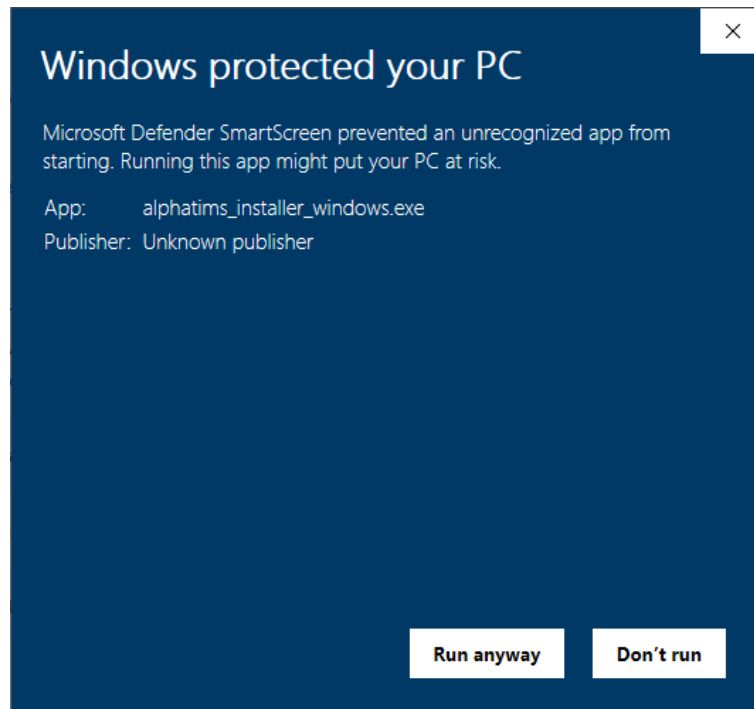 Windows protected your PC
Microsoft Defender SmartScreen prevented an unrecognized app from
starting. Running this app might put your PC at risk.
App: alphatims_installer_windows.exe
Publisher: Unknown publisher
Run anyway Don’t run